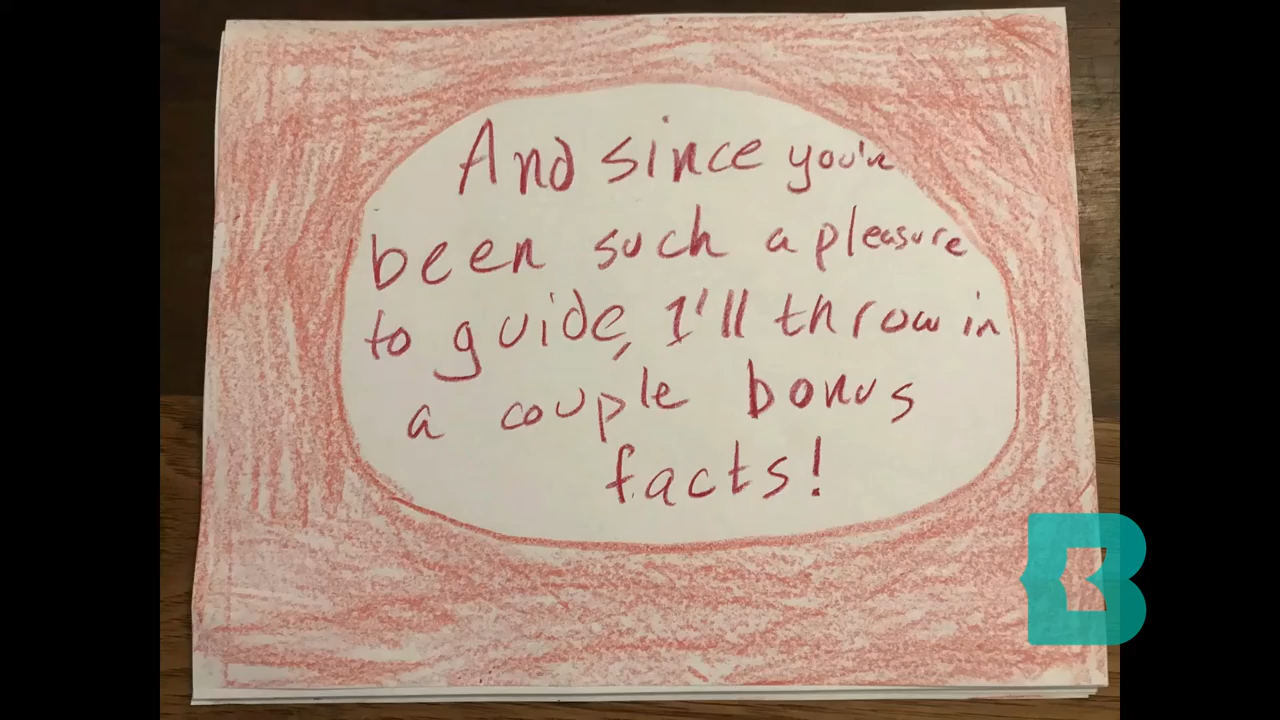 And since you've
been such a pleasure
to guide, I'll throw in
a couple bonus
facts!
B